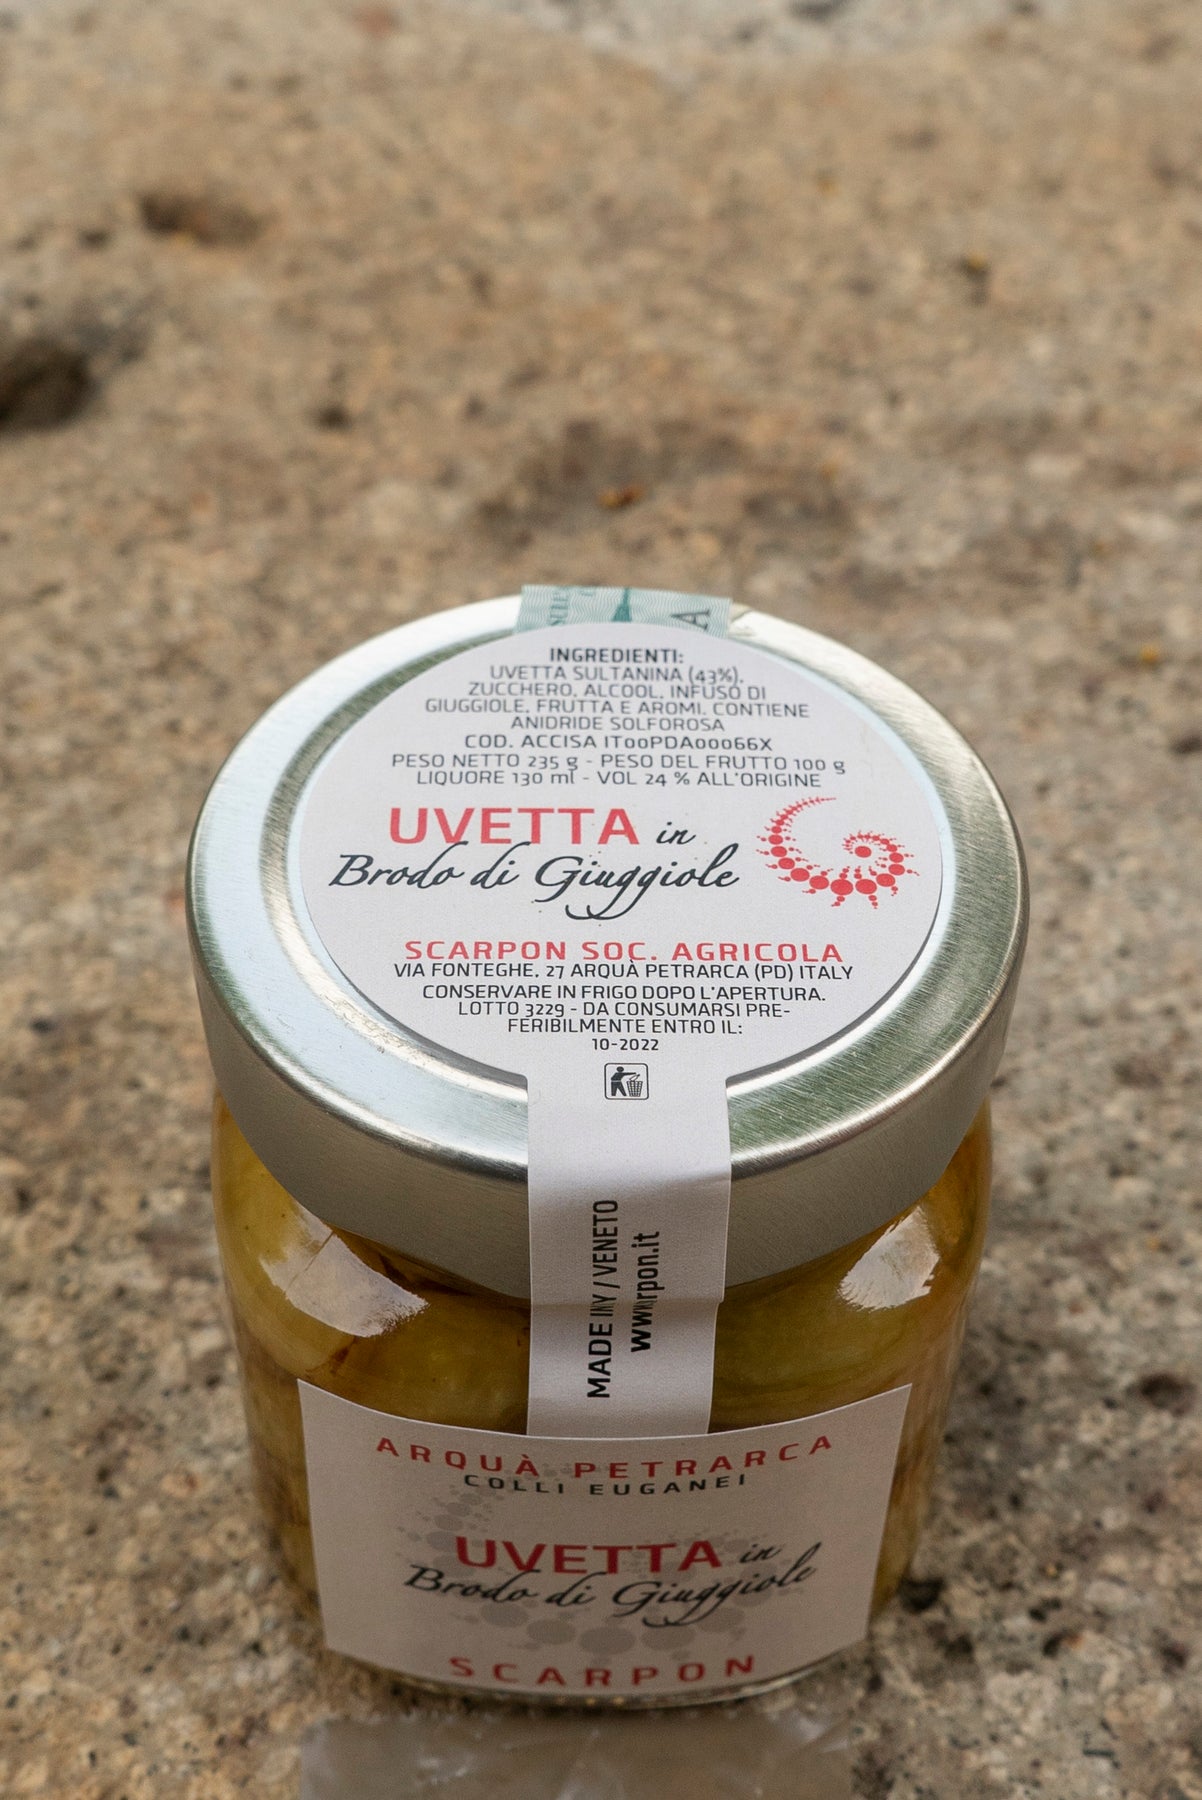 A
INGREDIENTI:
UVETTA SULTANINA (43%),
ZUCCHERO, ALCOOL, INFUSO DI
GIUGGIOLE, FRUTTA E AROMI. CONTIENE
ANIDRIDE SOLFOROSA
COD. ACCISA IT00PDA00066X
PESO NETTO 235 g - PESO DEL FRUTTO 100 g
LIQUORE 130 ml - VOL 24 % ALL'ORIGINE
UVETTA in
Brodo di Giuggiole
SCARPON SOC. AGRICOLA
VIA FONTEGHE, 27 ARQUÀ PETRARCA (PD) ITALY
CONSERVARE IN FRIGO DOPO L'APERTURA.
LOTTO 3229 - DA CONSUMARSI PRE-
FERIBILMENTE ENTRO IL:
10-2022
MADE / VENETO
ARQUÀ PETRARCA
COLLI EUGANEI
UVETTA in
Brodo di Giuggiole
SCARPON